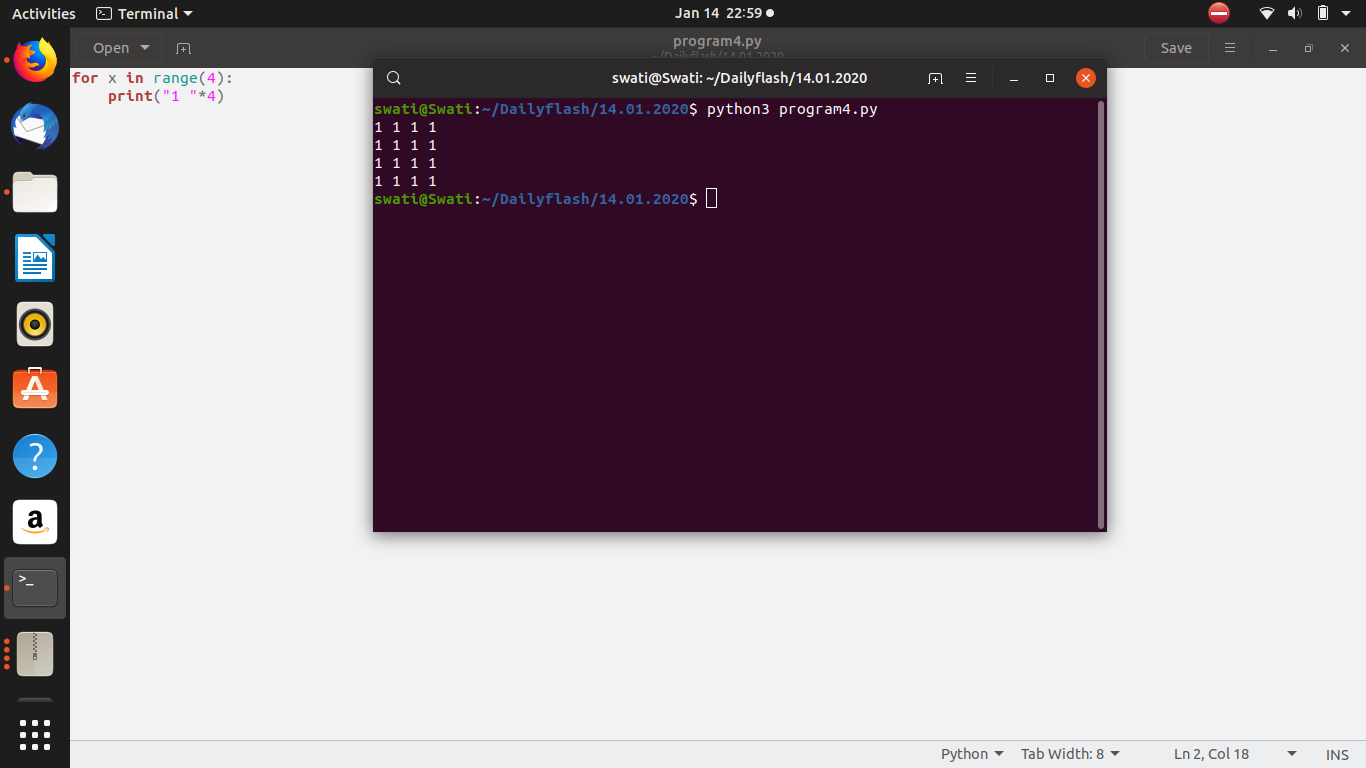 Activities Terminal Jan 14 22:59
Open program4.py Save
~/Dailyflash/14.01.2020
for x in range(4):
    print("1 "*4)
swati@Swati: ~/Dailyflash/14.01.2020
swati@Swati:~/Dailyflash/14.01.2020$ python3 program4.py
1 1 1 1
1 1 1 1
1 1 1 1
1 1 1 1
swati@Swati:~/Dailyflash/14.01.2020$
Python Tab Width: 8 Ln 2, Col 18 INS